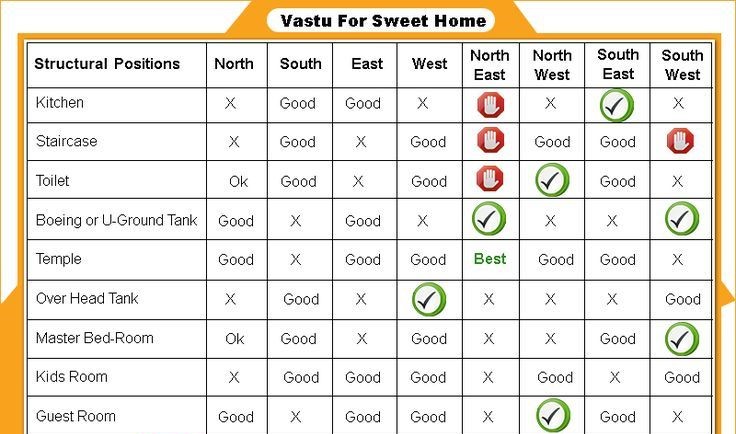 Vastu For Sweet Home
Structural Positions North South East West North East North West South East South West
Kitchen X Good Good X X X
Staircase X Good X Good Good Good
Toilet Ok Good X Good Good X
Boeing or U-Ground Tank Good X Good X X X
Temple Good X Good Good Best Good Good X
Over Head Tank X Good X X X X Good
Master Bed-Room Ok Good X Good X X Good
Kids Room X Good Good Good X Good X Good
Guest Room Good X Good Good X X X